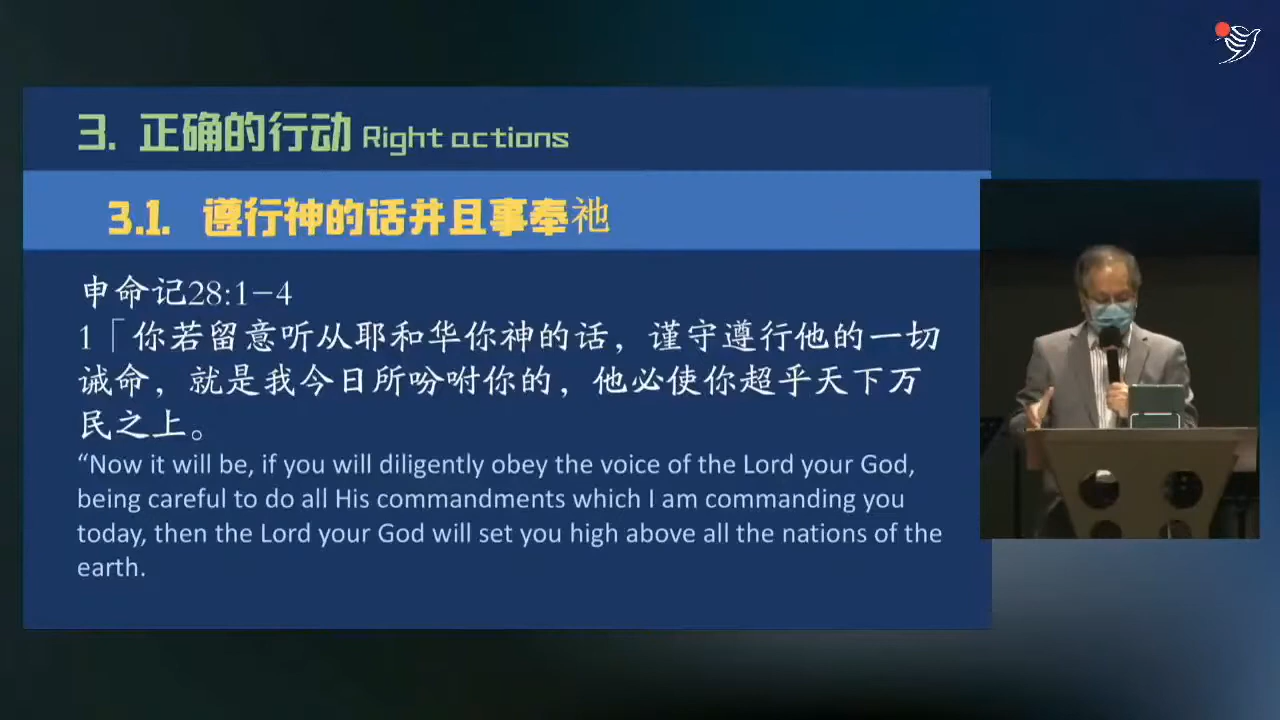 3. 正确的行动 Right actions
3.1. 遵行神的话并且事奉祂
申命记28:1-4
1「你若留意听从耶和华你神的话，谨守遵行他的一切
诫命，就是我今日所吩咐你的，他必使你超乎天下万
民之上。
“Now it will be, if you will diligently obey the voice of the Lord your God,
being careful to do all His commandments which I am commanding you
today, then the Lord your God will set you high above all the nations of the
earth.